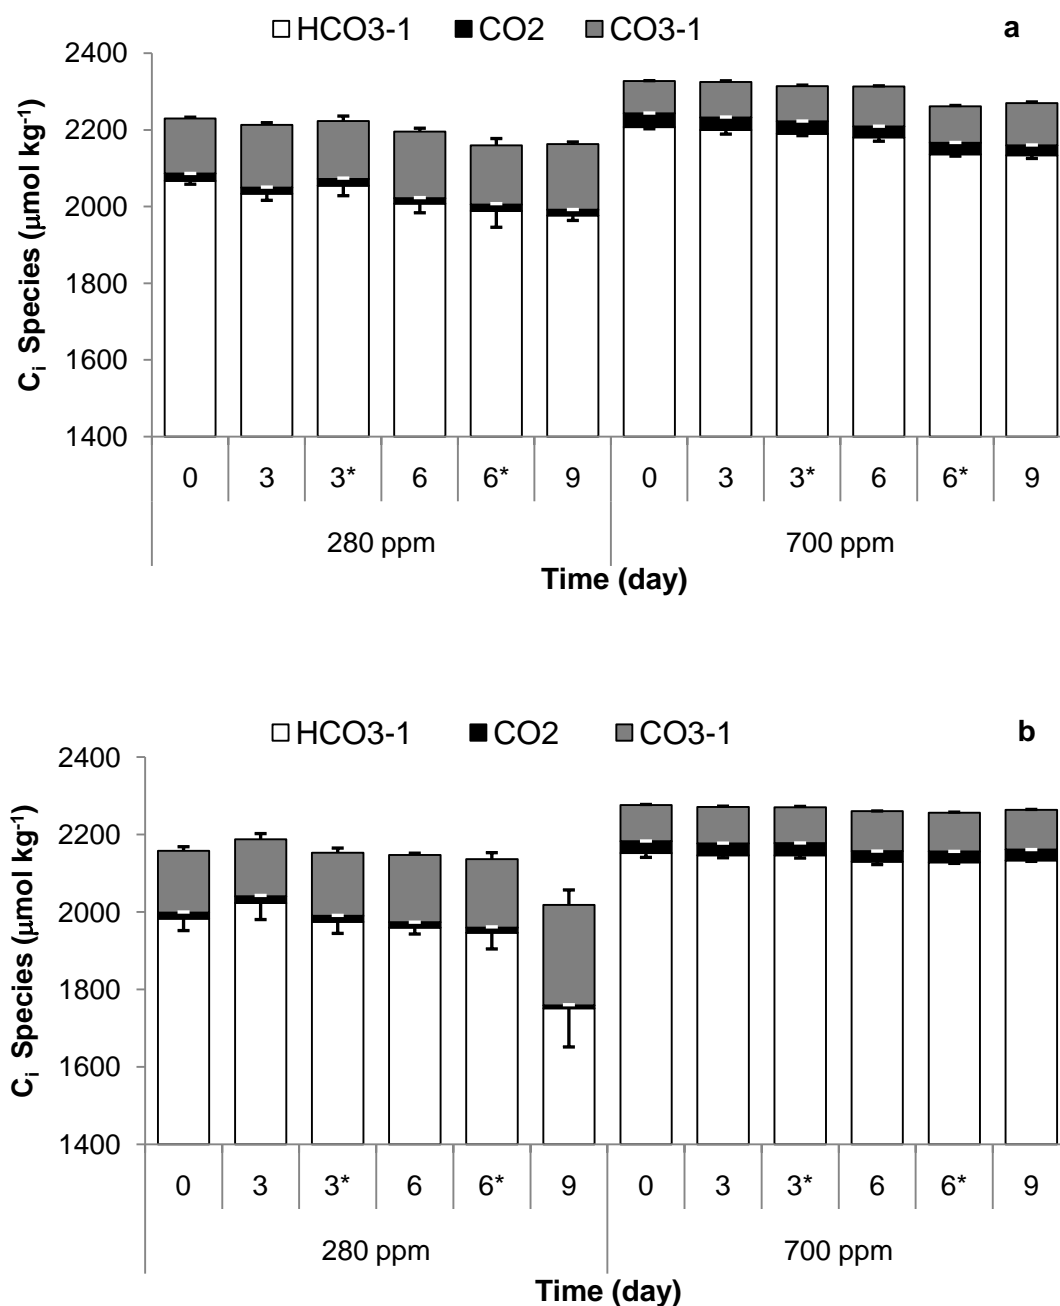 HCO3-1 CO2 CO3-1 a
2400
2200
2000
1800
1600
1400
Ci Species (µmol kg-1)
0 3 3* 6 6* 9 0 3 3* 6 6* 9
280 ppm 700 ppm
Time (day)
HCO3-1 CO2 CO3-1 b
2400
2200
2000
1800
1600
1400
Ci Species (µmol kg-1)
0 3 3* 6 6* 9 0 3 3* 6 6* 9
280 ppm 700 ppm
Time (day)